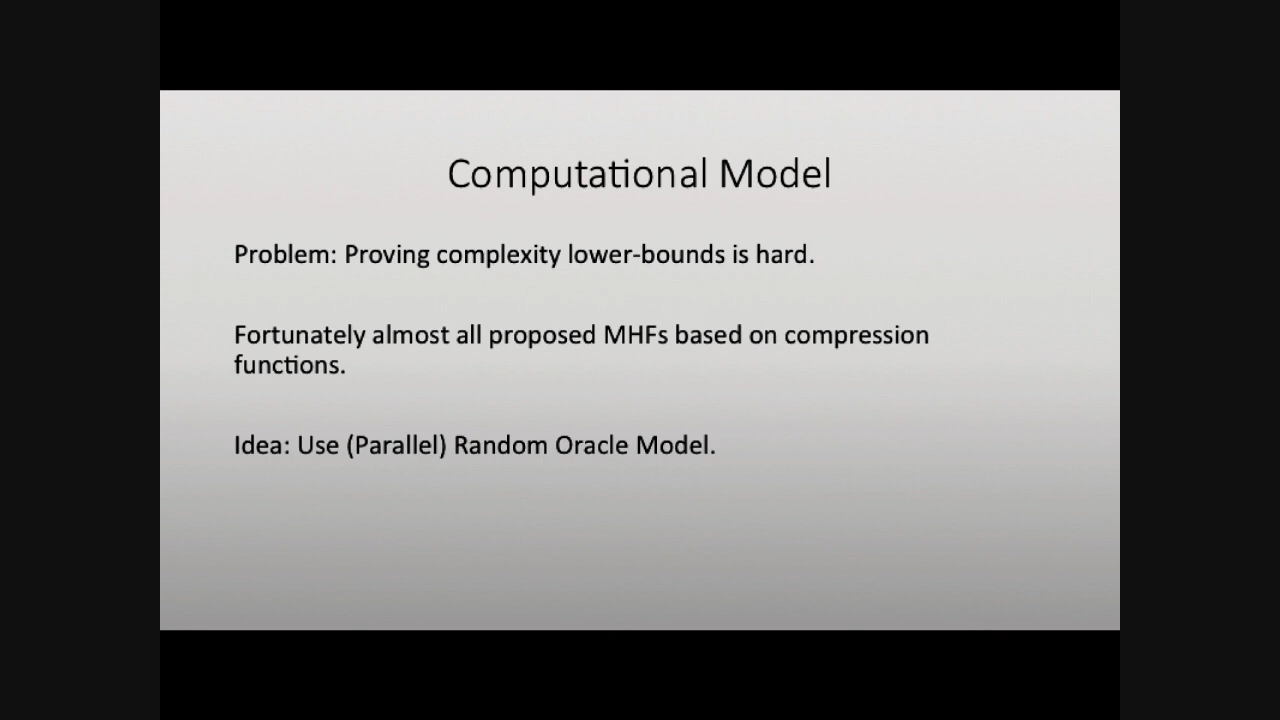 Computational Model
Problem: Proving complexity lower-bounds is hard.
Fortunately almost all proposed MHFs based on compression
functions.
Idea: Use (Parallel) Random Oracle Model.